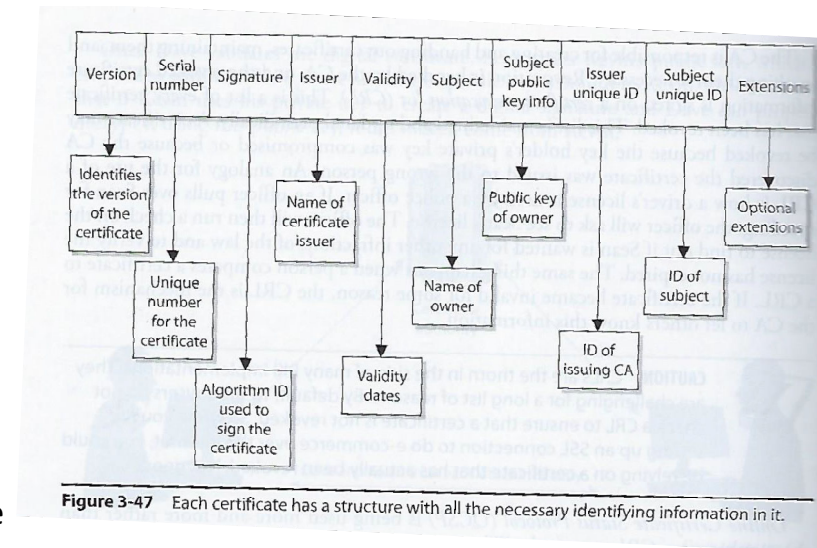 Version
Serial
number
Signature
Issuer
Validity
Subject
Subject
public
key info
Issuer
unique ID
Subject
unique ID
Extensions
Identifies
the version
of the
certificate
Unique
number
for the
certificate
Algorithm ID
used to
sign the
certificate
Name of
certificate
issuer
Validity
dates
Name of
owner
Public key
of owner
ID of
issuing CA
ID of
subject
Optional
extensions
Figure 3-47 Each certificate has a structure with all the necessary identifying information in it.
e